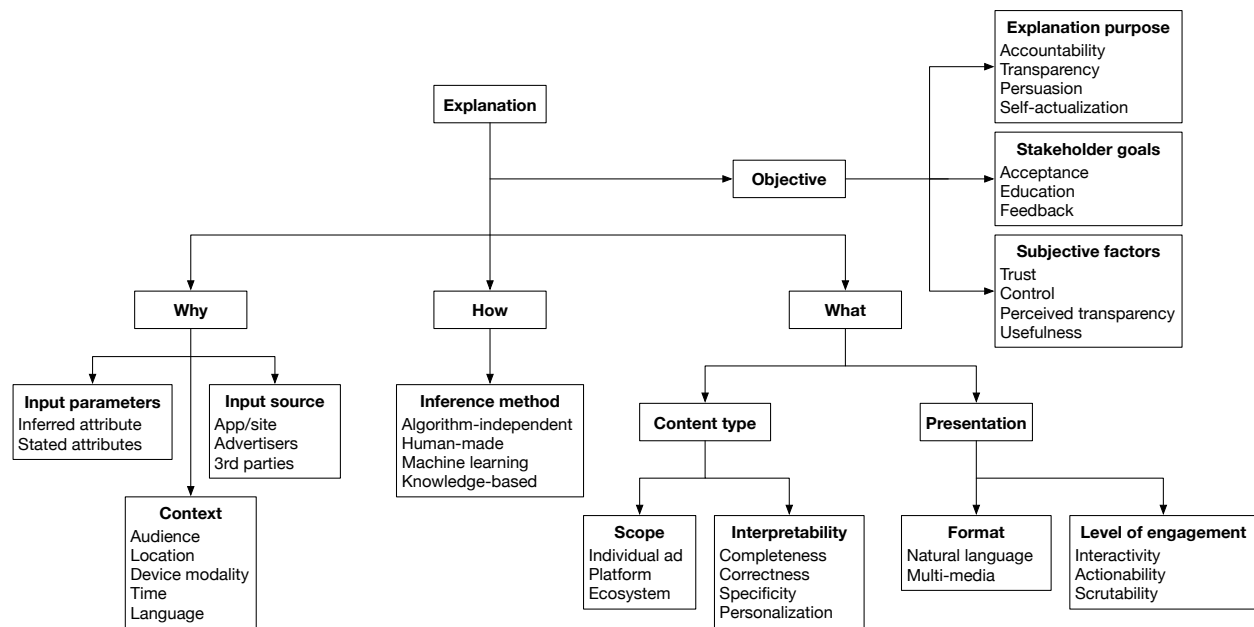 Explanation
Objective
Explanation purpose
Accountability
Transparency
Persuasion
Self-actualization
Stakeholder goals
Acceptance
Education
Feedback
Subjective factors
Trust
Control
Perceived transparency
Usefulness
Why
How
What
Input parameters
Inferred attribute
Stated attributes
Input source
App/site
Advertisers
3rd parties
Context
Audience
Location
Device modality
Time
Language
Inference method
Algorithm-independent
Human-made
Machine learning
Knowledge-based
Content type
Presentation
Scope
Individual ad
Platform
Ecosystem
Interpretability
Completeness
Correctness
Specificity
Personalization
Format
Natural language
Multi-media
Level of engagement
Interactivity
Actionability
Scrutability